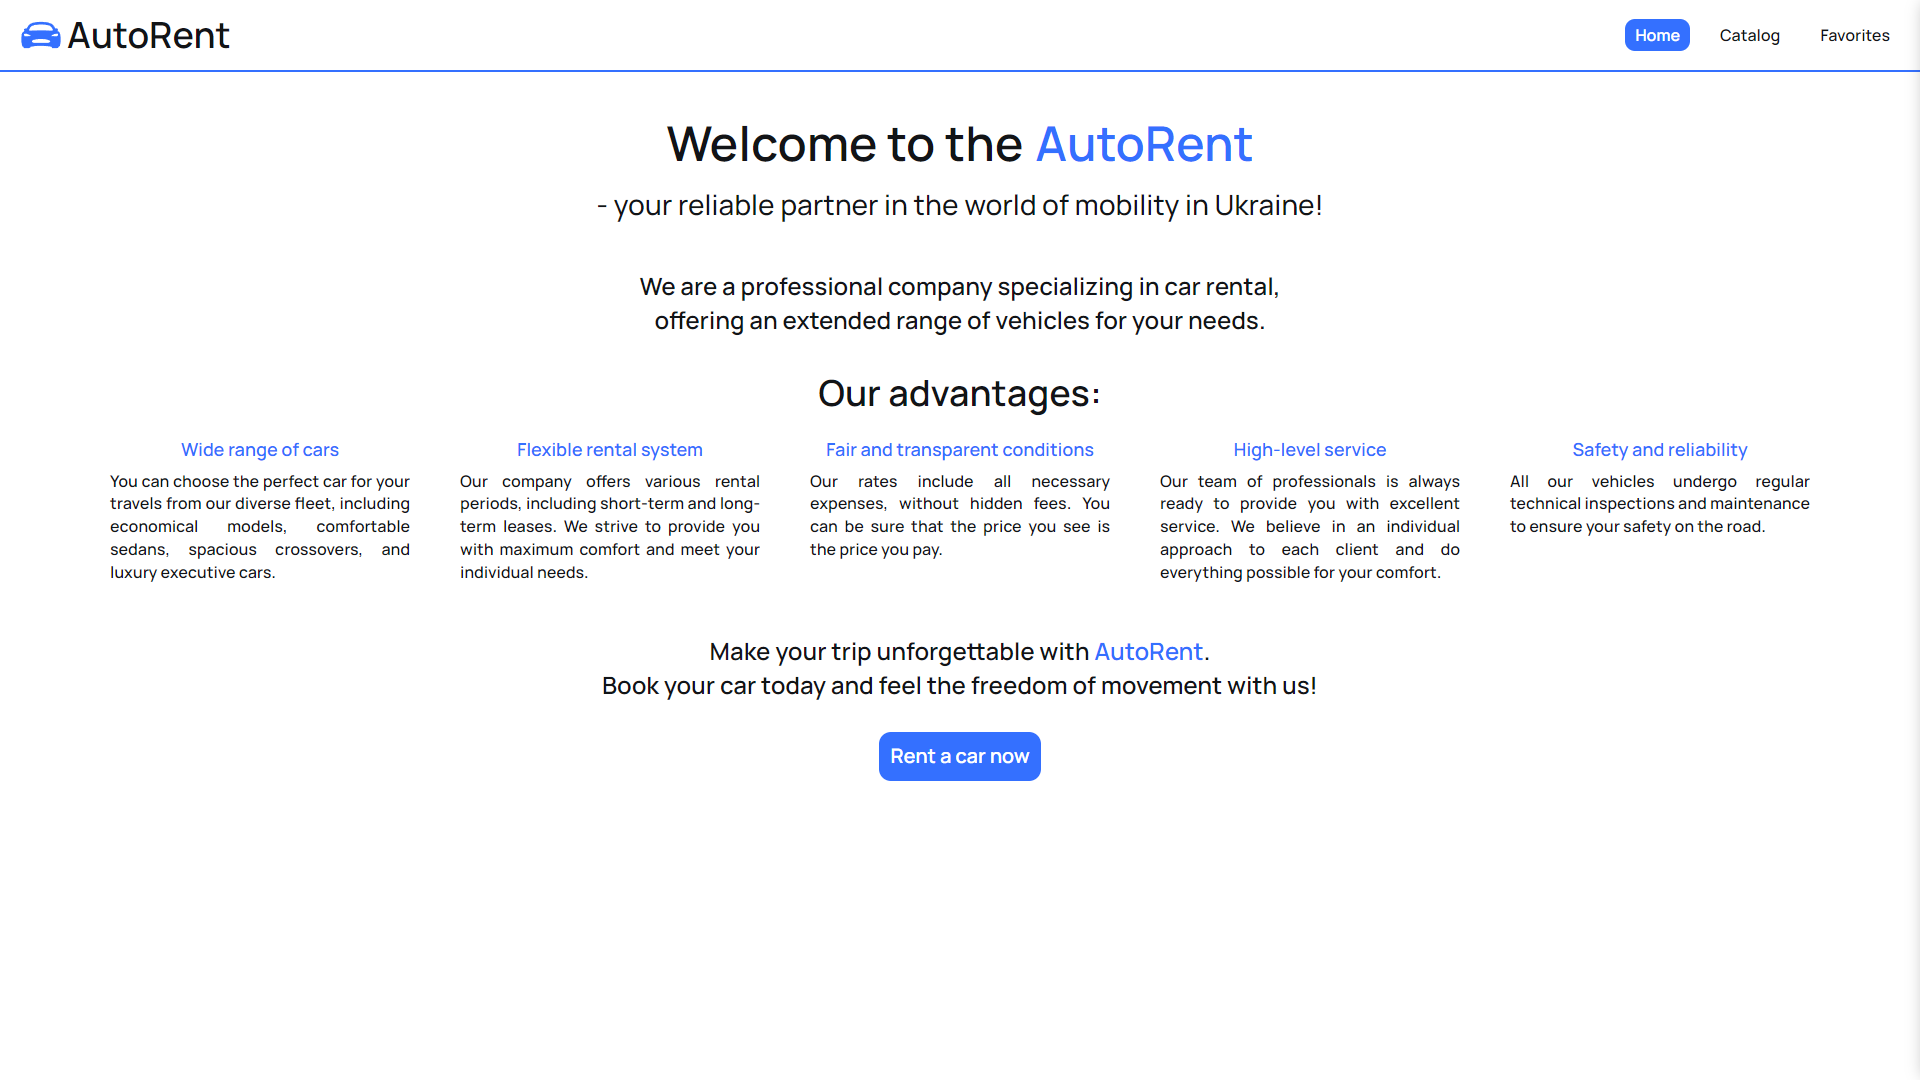 AutoRent
Home
Catalog
Favorites
Welcome to the AutoRent
- your reliable partner in the world of mobility in Ukraine!
We are a professional company specializing in car rental,
offering an extended range of vehicles for your needs.
Our advantages:
Wide range of cars
You can choose the perfect car for your
travels from our diverse fleet, including
economical models, comfortable
sedans, spacious crossovers, and
luxury executive cars.
Flexible rental system
Our company offers various rental
periods, including short-term and long-
term leases. We strive to provide you
with maximum comfort and meet your
individual needs.
Fair and transparent conditions
Our rates include all necessary
expenses, without hidden fees. You
can be sure that the price you see is
the price you pay.
High-level service
Our team of professionals is always
ready to provide you with excellent
service. We believe in an individual
approach to each client and do
everything possible for your comfort.
Safety and reliability
All our vehicles undergo regular
technical inspections and maintenance
to ensure your safety on the road.
Make your trip unforgettable with AutoRent.
Book your car today and feel the freedom of movement with us!
Rent a car now